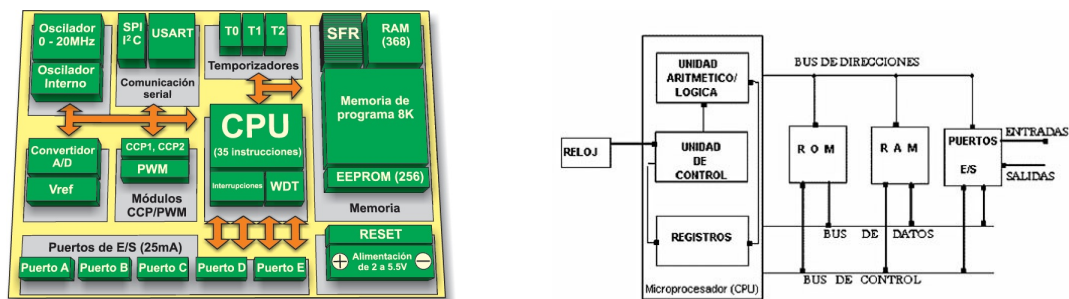 Oscilador
0 - 20MHz
Oscilador
Interno
SPI
I²C
USART
Comunicación
serial
T0
T1
T2
Temporizadores
SFR
RAM
(368)
Memoria de
programa 8K
EEPROM (256)
Memoria
CPU
(35 instrucciones)
Interrupciones
WDT
Convertidor
A/D
Vref
CCP1, CCP2
PWM
Módulos
CCP/PWM
Puertos de E/S (25mA)
Puerto A
Puerto B
Puerto C
Puerto D
Puerto E
RESET
+
Alimentación
de 2 a 5.5V
−
RELOJ
UNIDAD
ARITMETICO/
LOGICA
UNIDAD
DE
CONTROL
REGISTROS
Microprocesador (CPU)
BUS DE DIRECCIONES
ROM
RAM
PUERTOS
E/S
ENTRADAS
SALIDAS
BUS DE DATOS
BUS DE CONTROL